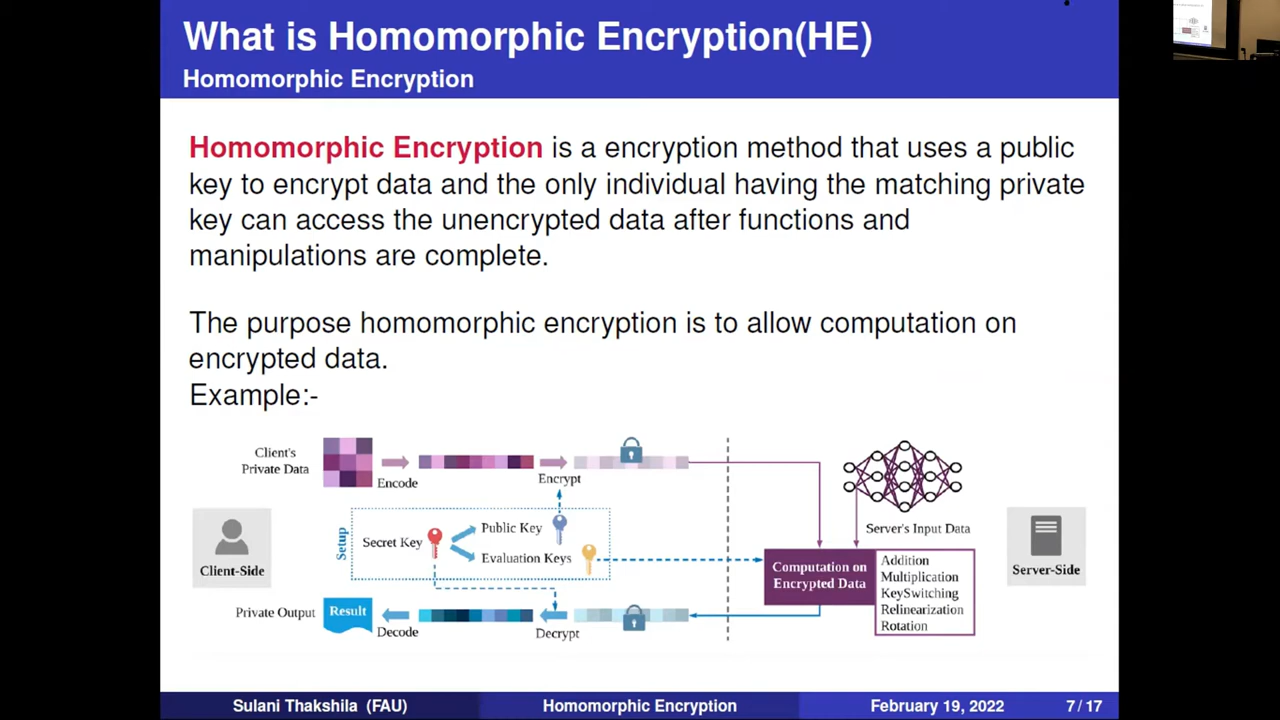 What is Homomorphic Encryption(HE)
Homomorphic Encryption
Homomorphic Encryption is a encryption method that uses a public
key to encrypt data and the only individual having the matching private
key can access the unencrypted data after functions and
manipulations are complete.
The purpose homomorphic encryption is to allow computation on
encrypted data.
Example:-
Client's
Private Data
Encode
Encrypt
Server's Input Data
Setup
Secret Key
Public Key
Evaluation Keys
Client-Side
Server-Side
Computation on
Encrypted Data
Addition
Multiplication
KeySwitching
Relinearization
Rotation
Private Output
Result
Decode
Decrypt
Sulani Thakshila (FAU)
Homomorphic Encryption
February 19, 2022
7 / 17